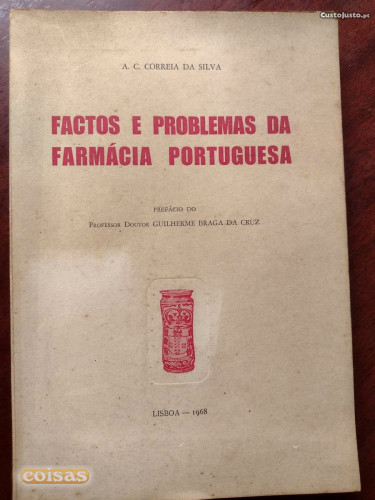 CustoJusto.pt
A. C. CORREIA DA SILVA
FACTOS E PROBLEMAS DA
FARMÁCIA PORTUGUESA
PREFÁCIO DO
PROFESSOR DOUTOR GUILHERME BRAGA DA CRUZ
LISBOA — 1968
coisas